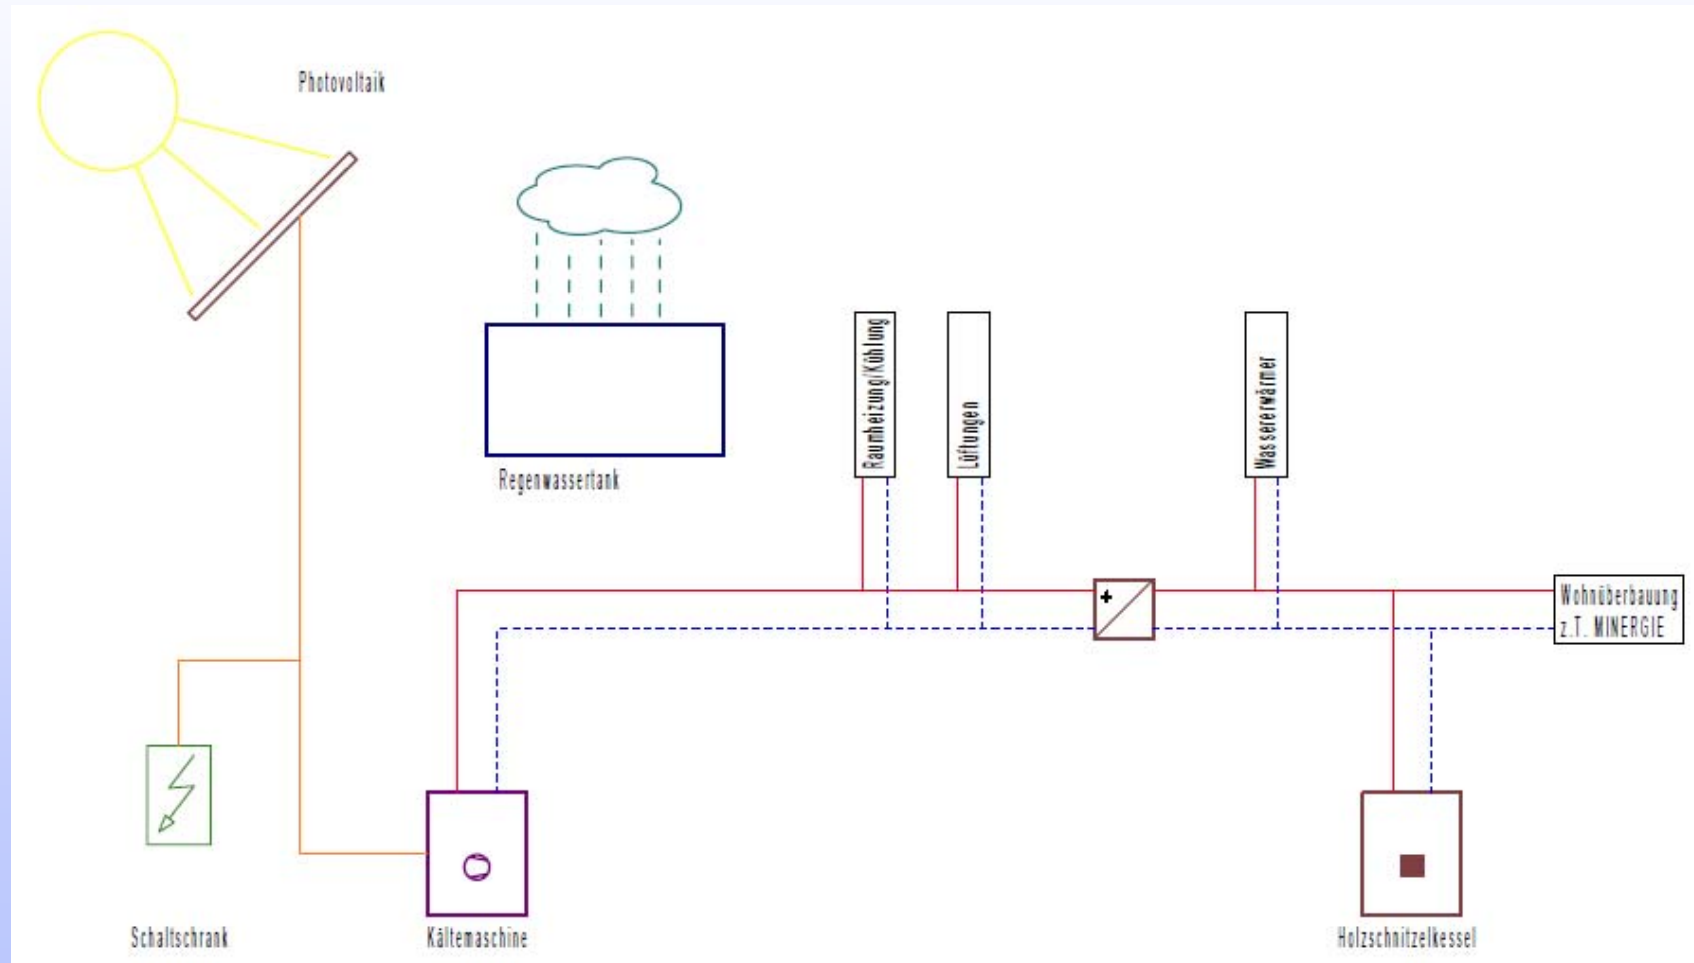 Photovoltaik
Regenwassertank
Raumheizung/Kühlung
Lüftungen
Wassererwärmer
Wohnüberbauung
z.T. MINERGIE
Schaltschrank
Kältemaschine
Holzschnitzelkessel